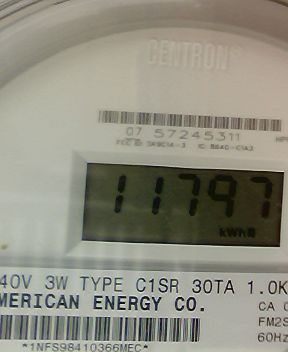 CENTRON®
07 57245311
11797
kWh
40V 3W TYPE C1SR 30TA 1.0K
MERICAN ENERGY CO.
CA 0
FM2S
60Hz
*1NFS98410366MEC*